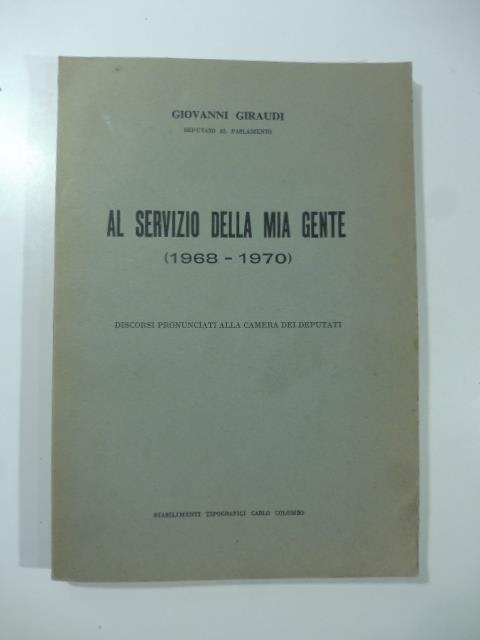 GIOVANNI GIRAUDI
DEPUTATO AL PARLAMENTO
AL SERVIZIO DELLA MIA GENTE
(1968 - 1970)
DISCORSI PRONUNCIATI ALLA CAMERA DEI DEPUTATI
STABILIMENTI TIPOGRAFICI CARLO COLOMBO